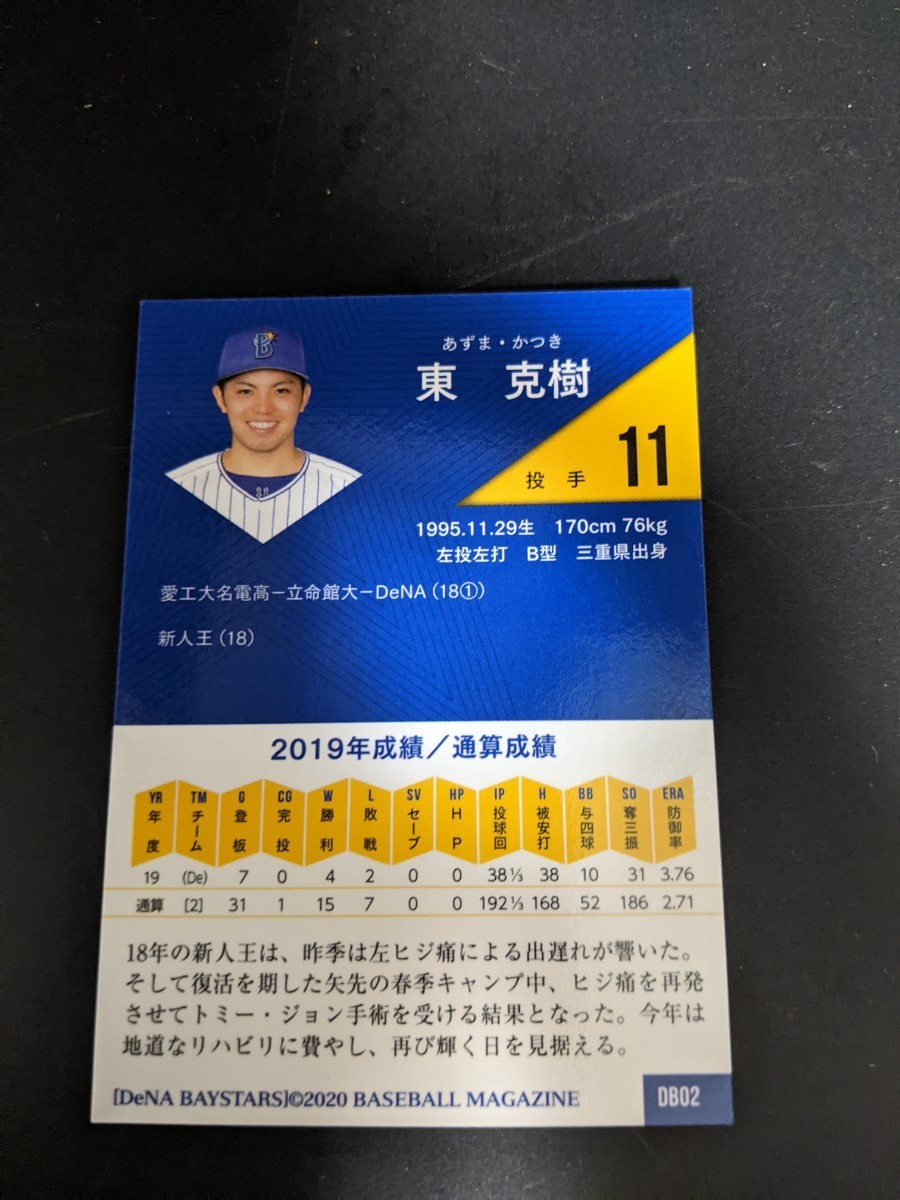 あずま・かつき
東 克樹
投手 11
1995.11.29生 170cm 76kg
左投左打 B型 三重県出身
愛工大名電高－立命館大－DeNA (18①)
新人王 (18)
2019年成績／通算成績
YR TM G CG W L SV HP IP H BB SO ERA
年度 チーム 登板 完投 勝利 敗戦 セーブ HP 投球回 被安打 与四球 奪三振 防御率
19 (De) 7 0 4 2 0 0 38 1/3 38 10 31 3.76
通算 [2] 31 1 15 7 0 0 192 1/3 168 52 186 2.71
18年の新人王は、昨季は左ヒジ痛による出遅れが響いた。
そして復活を期した矢先の春季キャンプ中、ヒジ痛を再発
させてトミー・ジョン手術を受ける結果となった。今年は
地道なリハビリに費やし、再び輝く日を見据える。
[DeNA BAYSTARS]©2020 BASEBALL MAGAZINE DB02
B
11